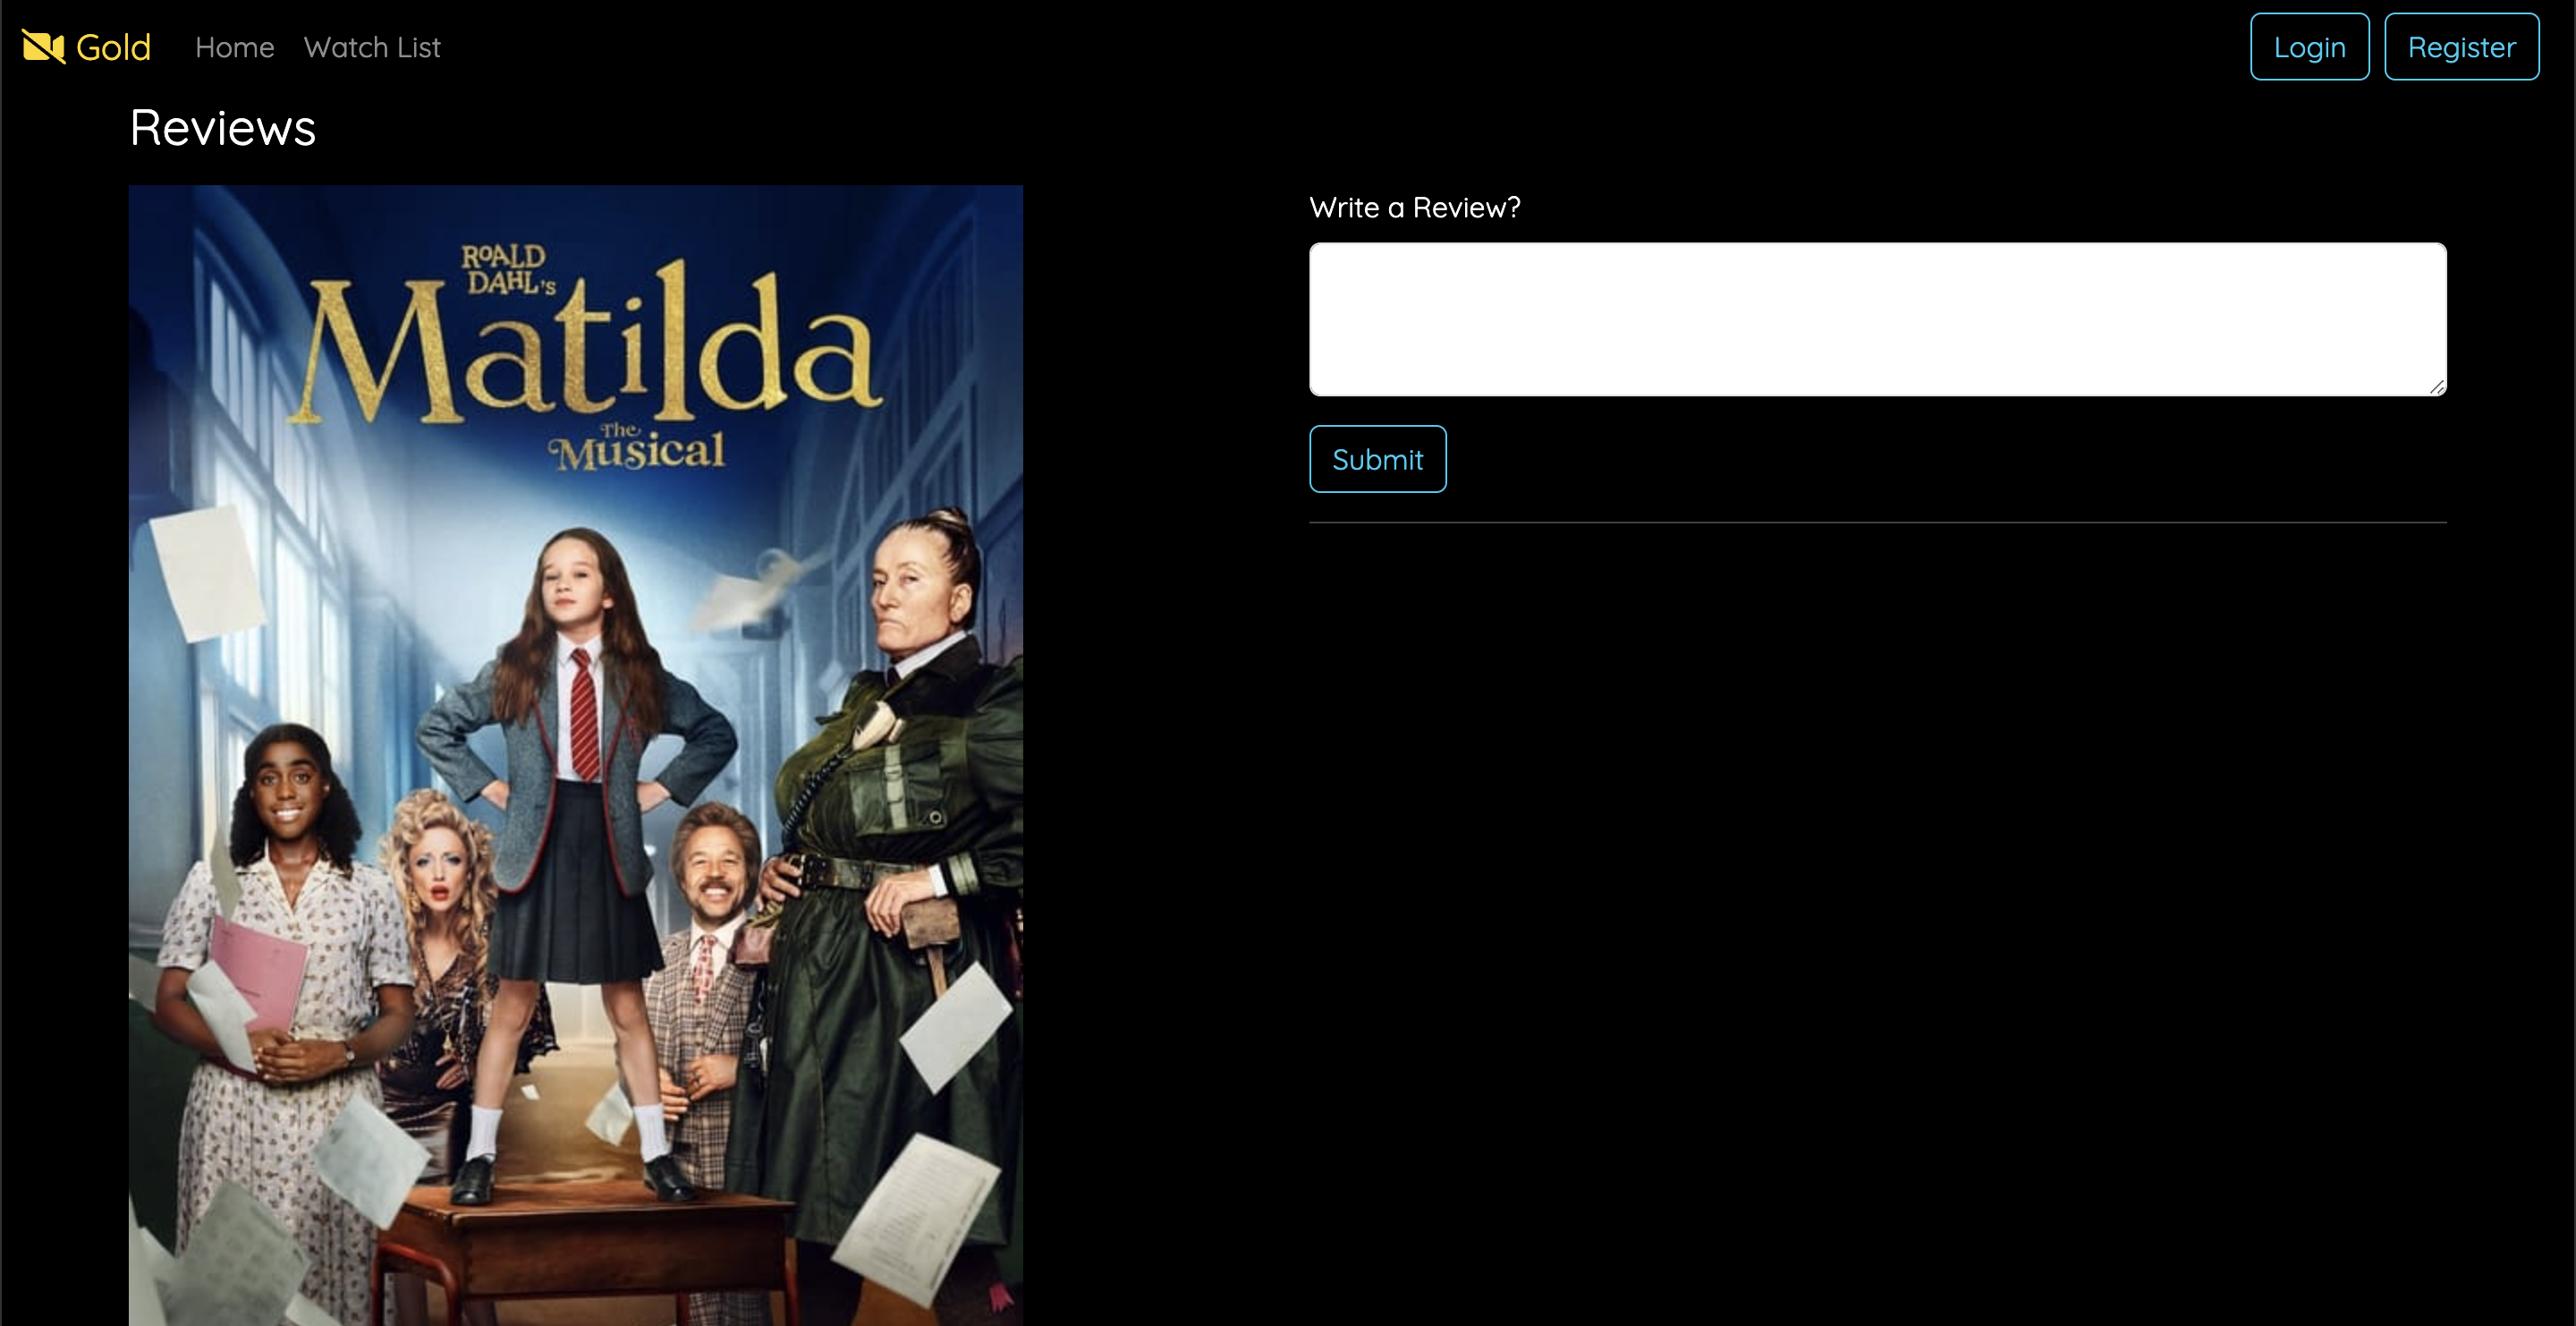 Gold Home Watch List Login Register
Reviews
ROALD
DAHL's
Matilda
The
Musical
Write a Review?
Submit